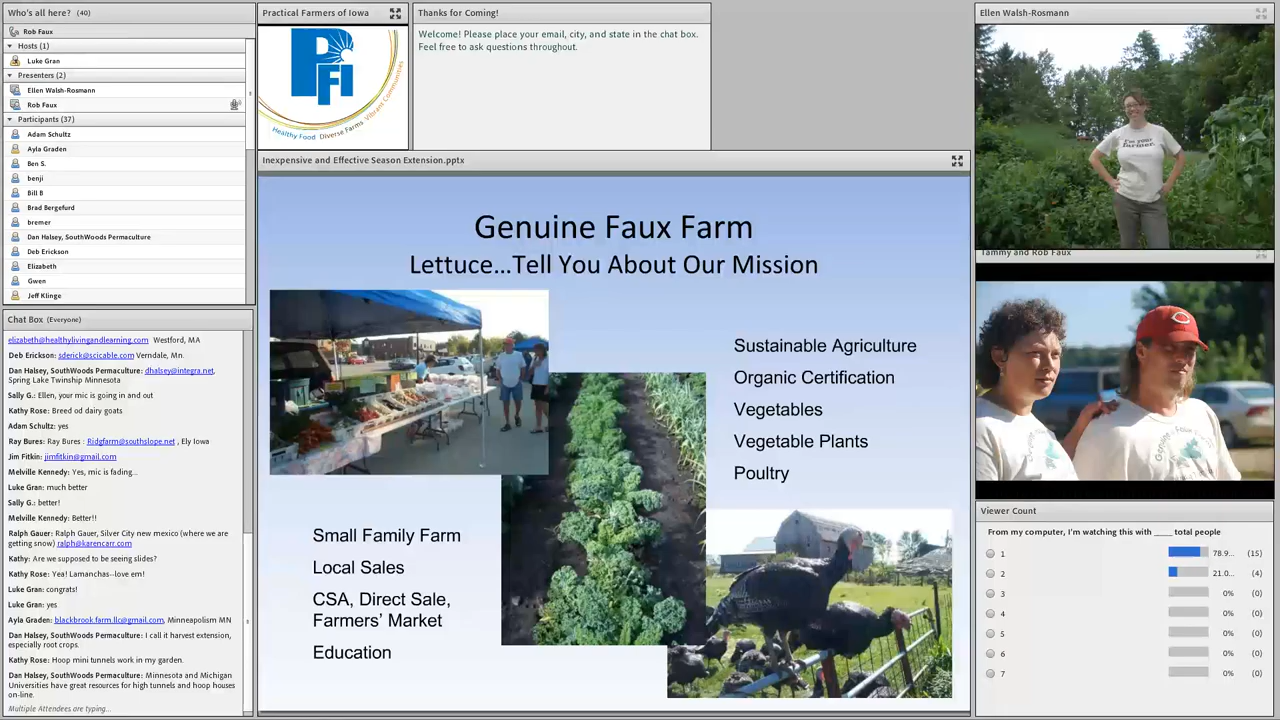 Who's all here? (40)
Rob Faux
Hosts (1)
Luke Gran
Presenters (2)
Ellen Walsh-Rosmann
Rob Faux
Participants (37)
Adam Schultz
Ayla Graden
Ben S.
benji
Bill B
Brad Bergefurd
bremer
Dan Halsey, SouthWoods Permaculture
Deb Erickson
Elizabeth
Gwen
Jeff Klinge
Chat Box (Everyone)
elizabeth@healthylivingandlearning.com Westford, MA
Deb Erickson: sderick@scicable.com Verndale, Mn.
Dan Halsey, SouthWoods Permaculture: dhalsey@integra.net,
Spring Lake Twinship Minnesota
Sally G.: Ellen, your mic is going in and out
Kathy Rose: Breed od dairy goats
Adam Schultz: yes
Ray Bures: Ray Bures : Ridgfarm@southslope.net , Ely Iowa
Jim Fitkin: jimfitkin@gmail.com
Melville Kennedy: Yes, mic is fading...
Luke Gran: much better
Sally G.: better!
Melville Kennedy: Better!!
Ralph Gauer: Ralph Gauer, Silver City new mexico (where we are
getting snow) ralph@karencarr.com
Kathy: Are we supposed to be seeing slides?
Kathy Rose: Yea! Lamanchas--love em!
Luke Gran: congrats!
Luke Gran: yes
Ayla Graden: blackbrook.farm.llc@gmail.com, Minneapolism MN
Dan Halsey, SouthWoods Permaculture: I call it harvest extension,
especially root crops.
Kathy Rose: Hoop mini tunnels work in my garden.
Dan Halsey, SouthWoods Permaculture: Minnesota and Michigan
Universities have great resources for high tunnels and hoop houses
on-line.
Multiple Attendees are typing...
Practical Farmers of Iowa
PFi
Healthy Food Diverse Farms Vibrant Communities
Thanks for Coming!
Welcome! Please place your email, city, and state in the chat box.
Feel free to ask questions throughout.
Inexpensive and Effective Season Extension.pptx
Genuine Faux Farm
Lettuce...Tell You About Our Mission
Sustainable Agriculture
Organic Certification
Vegetables
Vegetable Plants
Poultry
Small Family Farm
Local Sales
CSA, Direct Sale,
Farmers' Market
Education
Ellen Walsh-Rosmann
I'm your
farmer.
Tammy and Rob Faux
Viewer Count
From my computer, I'm watching this with ____ total people
1 78.9... (15)
2 21.0... (4)
3 0% (0)
4 0% (0)
5 0% (0)
6 0% (0)
7 0% (0)